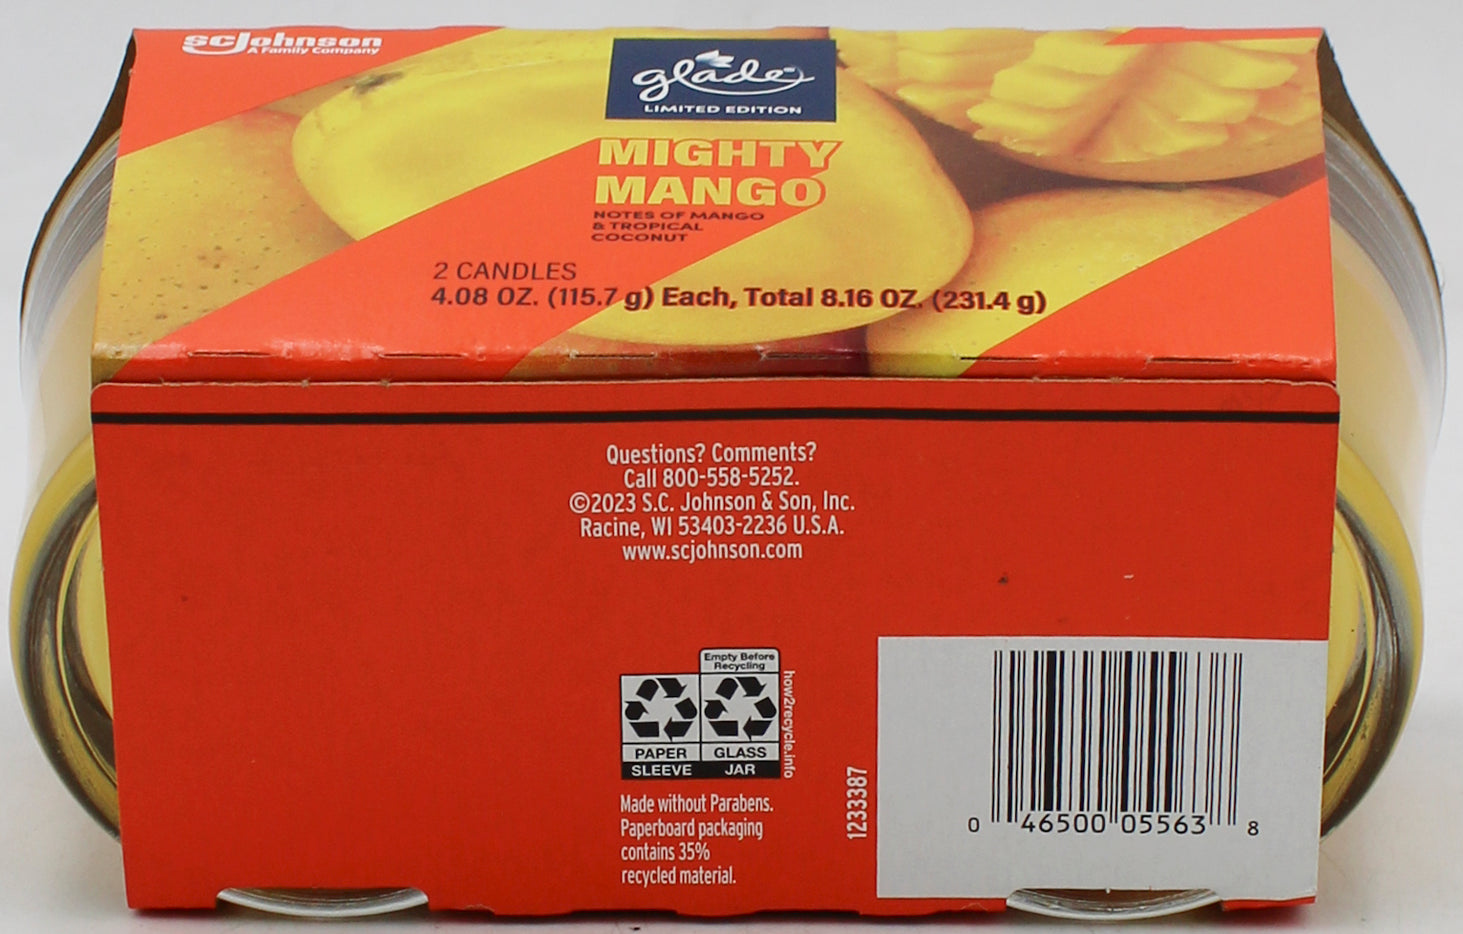 scjohnson
A Family Company
glade™
LIMITED EDITION
MIGHTY
MANGO
NOTES OF MANGO
& TROPICAL
COCONUT
2 CANDLES
4.08 OZ. (115.7 g) Each, Total 8.16 OZ. (231.4 g)
Questions? Comments?
Call 800-558-5252.
©2023 S.C. Johnson & Son, Inc.
Racine, WI 53403-2236 U.S.A.
www.scjohnson.com
Empty Before
Recycling
PAPER
SLEEVE
GLASS
JAR
how2recycle.info
Made without Parabens.
Paperboard packaging
contains 35%
recycled material.
1233387
0 46500 05563 8